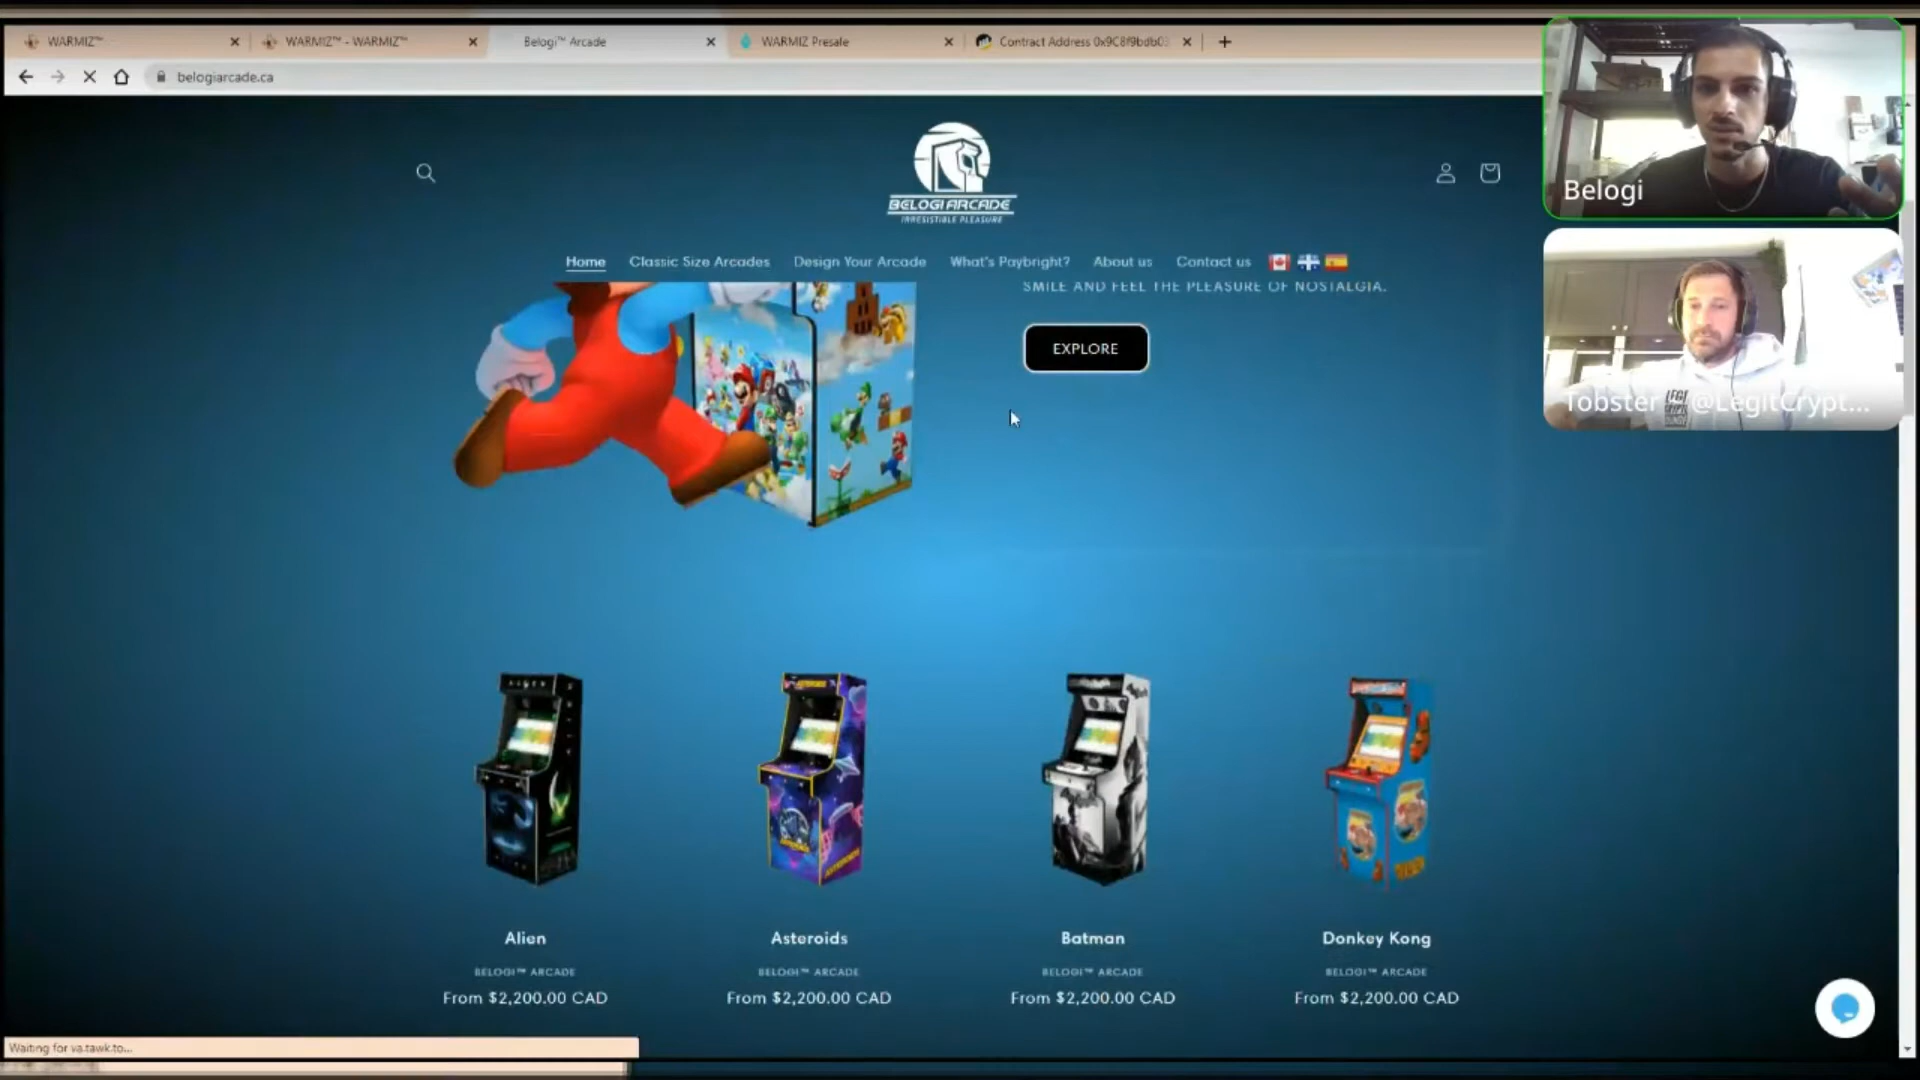 WARMIZ™
WARMIZ™ - WARMIZ™
Belogi™ Arcade
WARMIZ Presale
Contract Address 0x9C8f9bdb03
belogiarcade.ca
BELOGI ARCADE
IRRESISTIBLE PLEASURE
Home
Classic Size Arcades
Design Your Arcade
What's Paybright?
About us
Contact us
SMILE AND FEEL THE PLEASURE OF NOSTALGIA.
EXPLORE
Belogi
Tobster
@LegitCrypt...
Alien
Asteroids
Batman
Donkey Kong
BELOGI™ ARCADE
BELOGI™ ARCADE
BELOGI™ ARCADE
BELOGI™ ARCADE
From $2,200.00 CAD
From $2,200.00 CAD
From $2,200.00 CAD
From $2,200.00 CAD
Waiting for va.tawk.to...